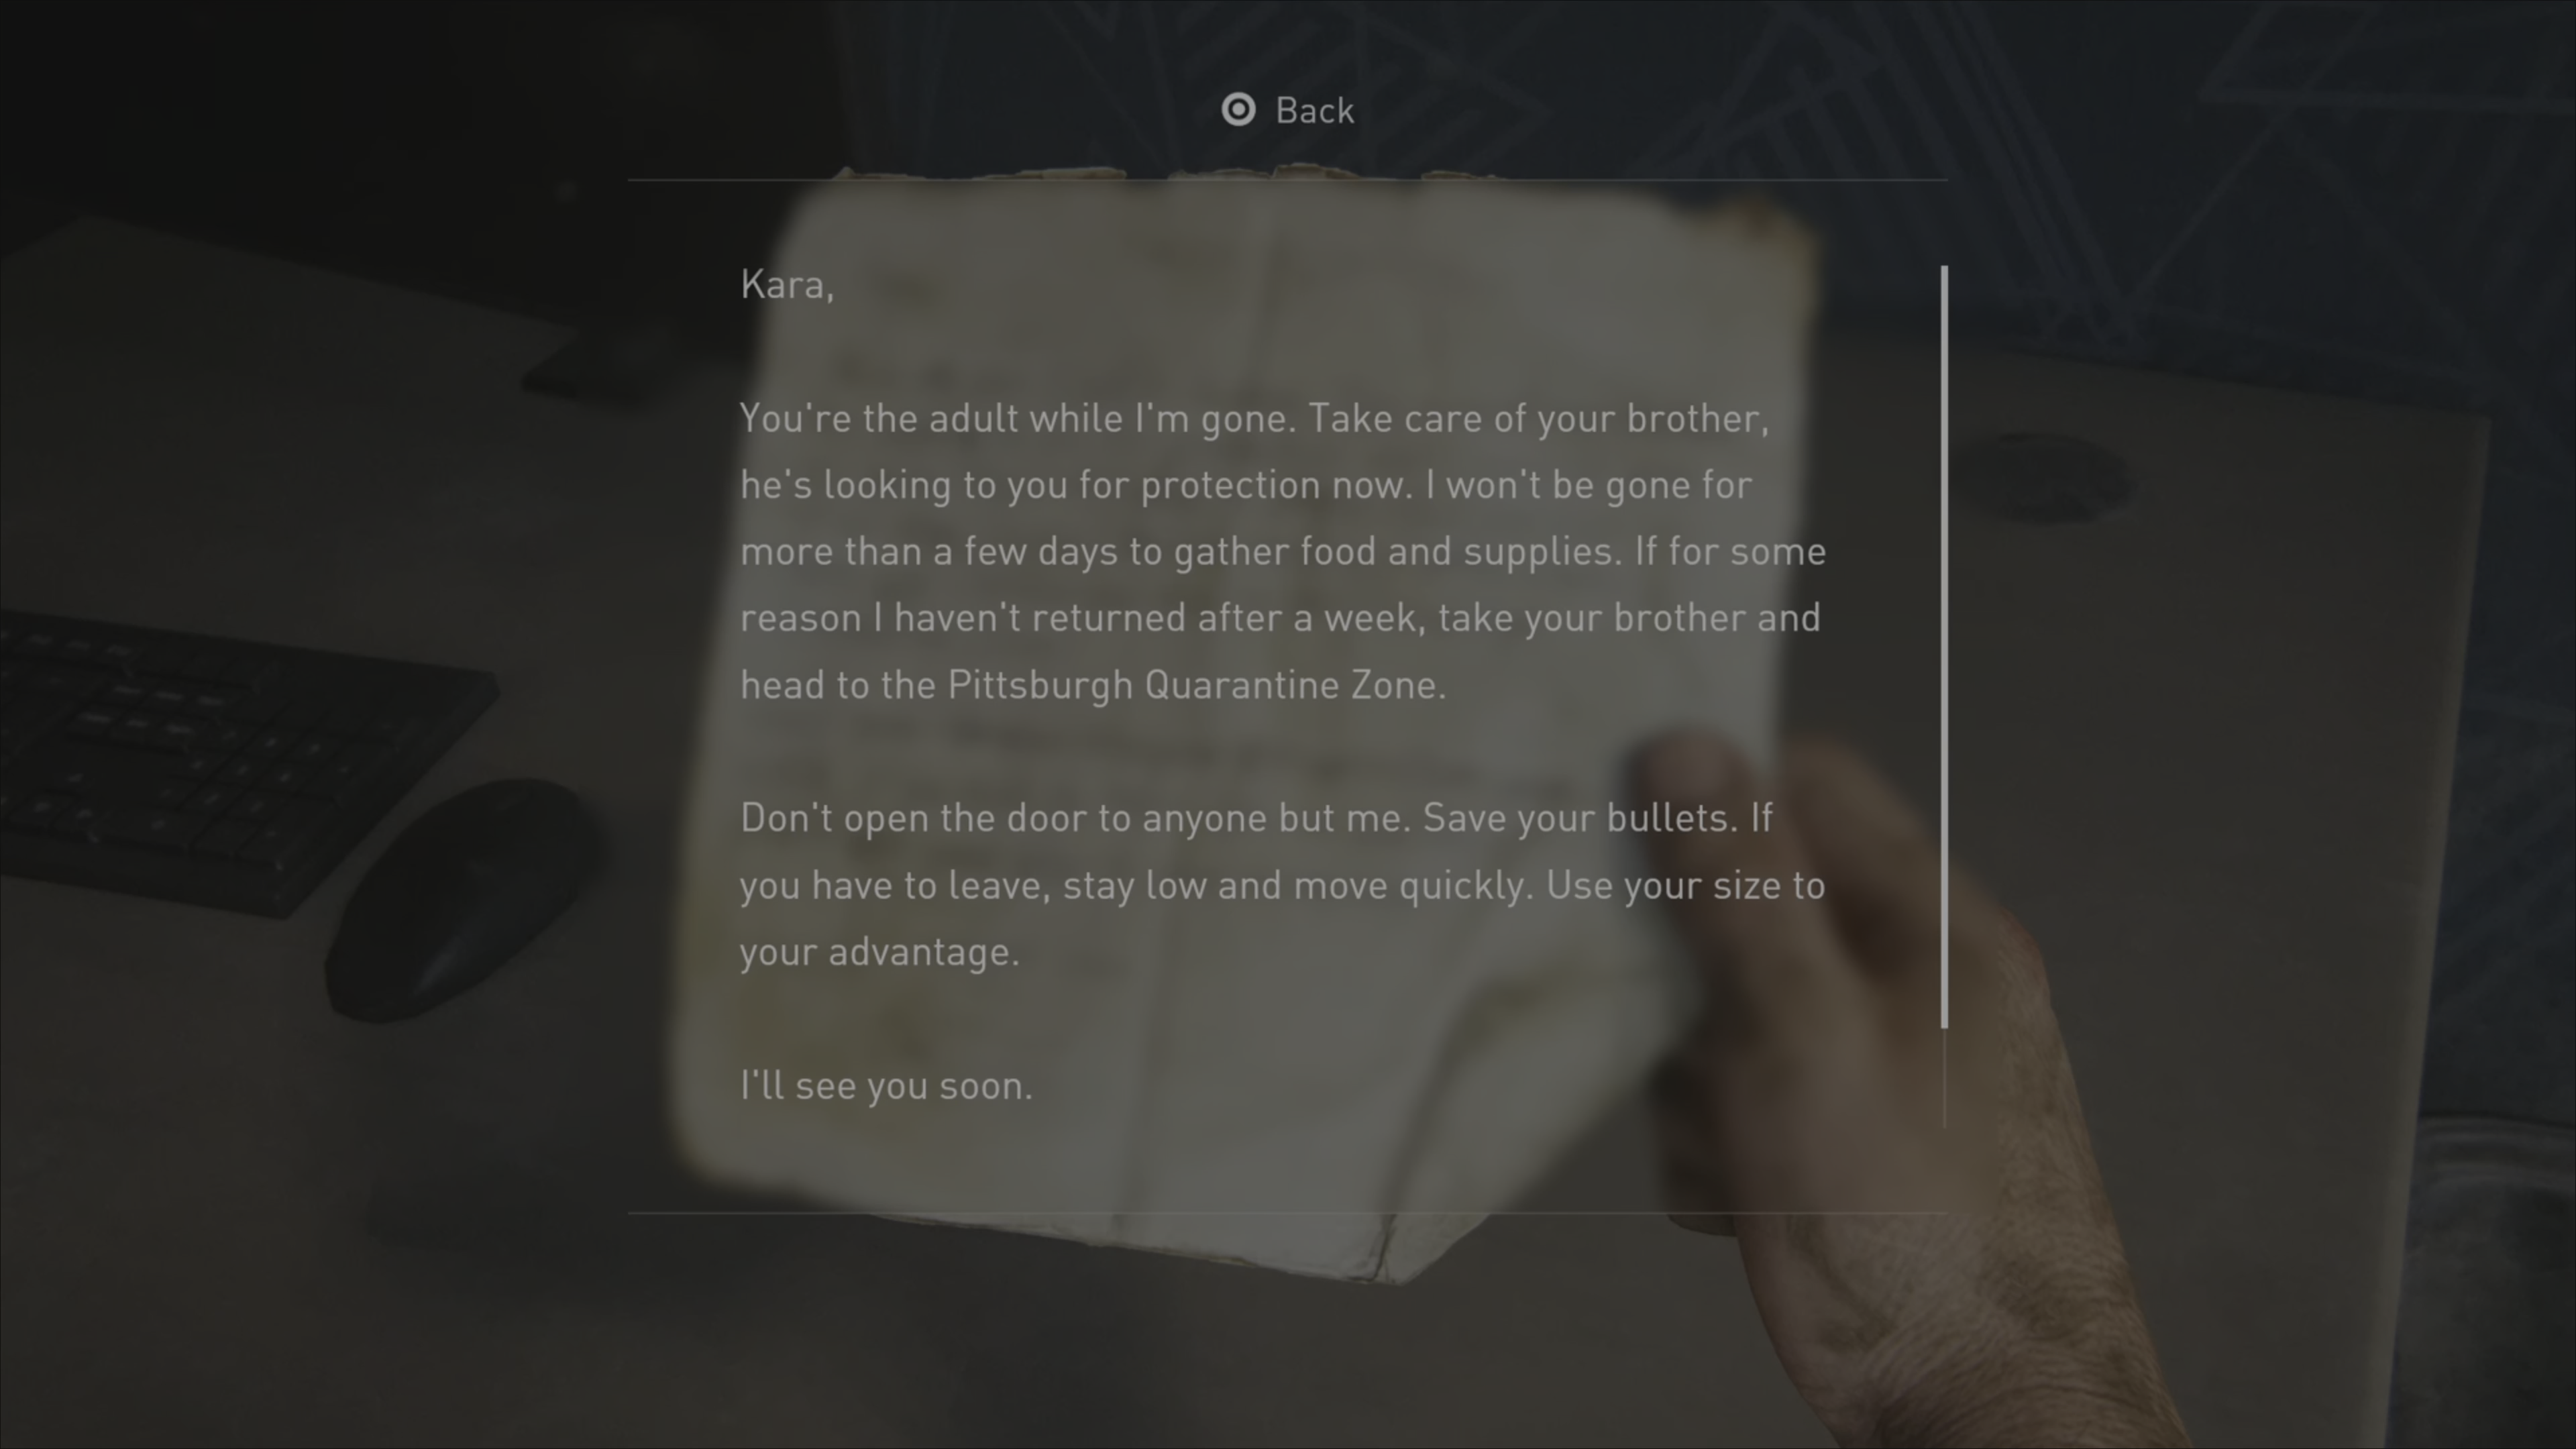 Back
Kara,
You're the adult while I'm gone. Take care of your brother,
he's looking to you for protection now. I won't be gone for
more than a few days to gather food and supplies. If for some
reason I haven't returned after a week, take your brother and
head to the Pittsburgh Quarantine Zone.
Don't open the door to anyone but me. Save your bullets. If
you have to leave, stay low and move quickly. Use your size to
your advantage.
I'll see you soon.